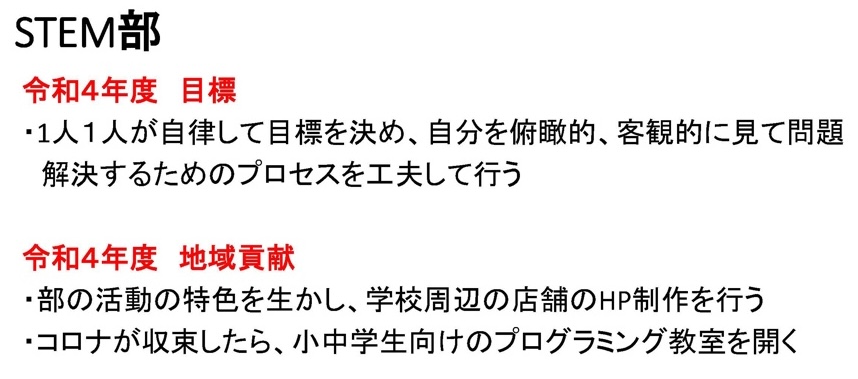 STEM部
令和4年度　目標
・1人１人が自律して目標を決め、自分を俯瞰的、客観的に見て問題
解決するためのプロセスを工夫して行う
令和4年度　地域貢献
・部の活動の特色を生かし、学校周辺の店舗のHP制作を行う
・コロナが収束したら、小中学生向けのプログラミング教室を開く